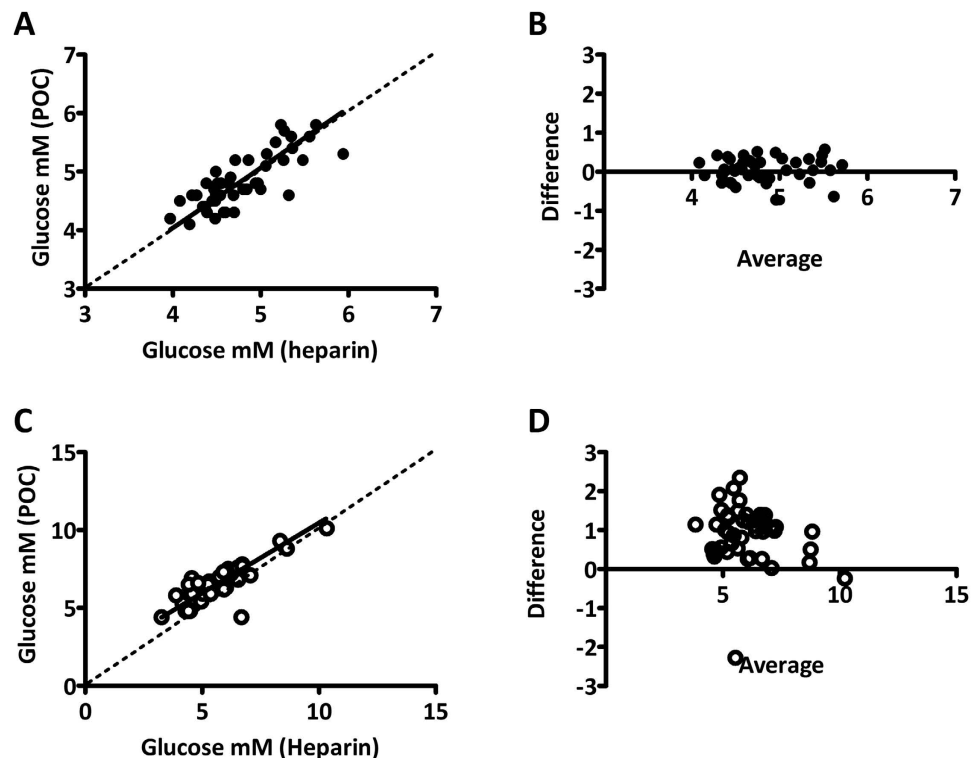 A
Glucose mM (POC)
7
6
5
4
3
3 4 5 6 7
Glucose mM (heparin)
B
Difference
3
2
1
0
-1
-2
-3
4 5 6 7
Average
C
Glucose mM (POC)
15
10
5
0
0 5 10 15
Glucose mM (Heparin)
D
Difference
3
2
1
0
-1
-2
-3
5 10 15
Average